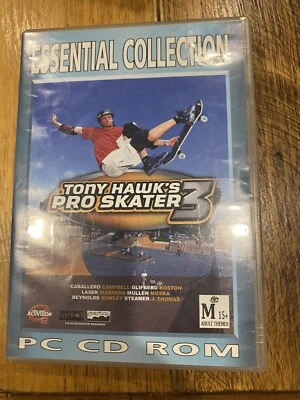 ESSENTIAL COLLECTION
TONY HAWK'S
PRO SKATER 3
CABALLERO CAMPBELL GLIFBERG KOSTON
LASEK MARGERA MULLEN MUSKA
REYNOLDS ROWLEY STEAMER J. THOMAS
ACTIVISION
M 15+
ADULT THEMES
PC CD ROM